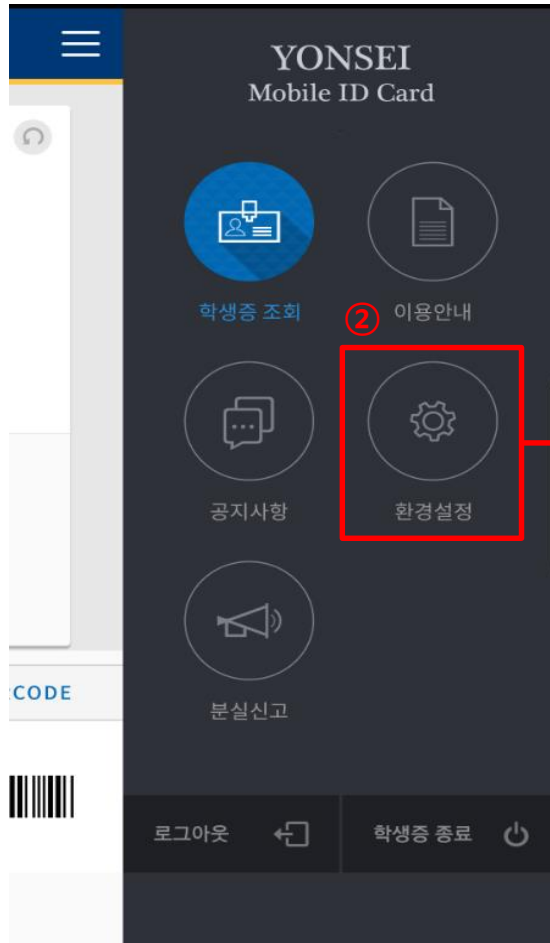 YONSEI
Mobile ID Card
학생증 조회
② 이용안내
공지사항
환경설정
분실신고
CODE
로그아웃
학생증 종료